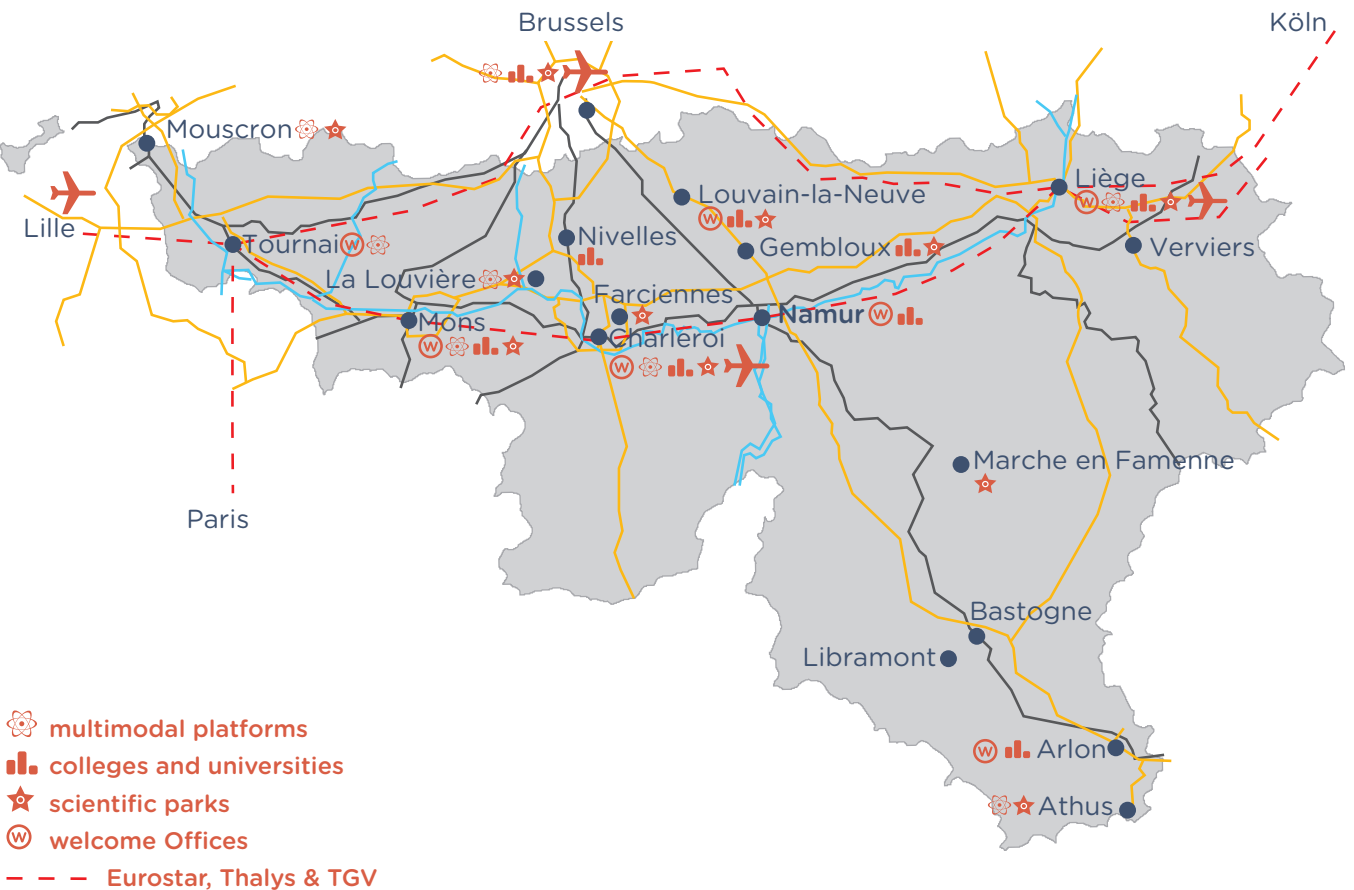 Brussels
Köln
Mouscron
Liège
Louvain-la-Neuve
Lille
Tournai
Nivelles
Gembloux
Verviers
La Louvière
Farciennes
Namur
Mons
Charleroi
Marche en Famenne
Paris
Bastogne
Libramont
multimodal platforms
Arlon
colleges and universities
scientific parks
Athus
welcome Offices
Eurostar, Thalys & TGV